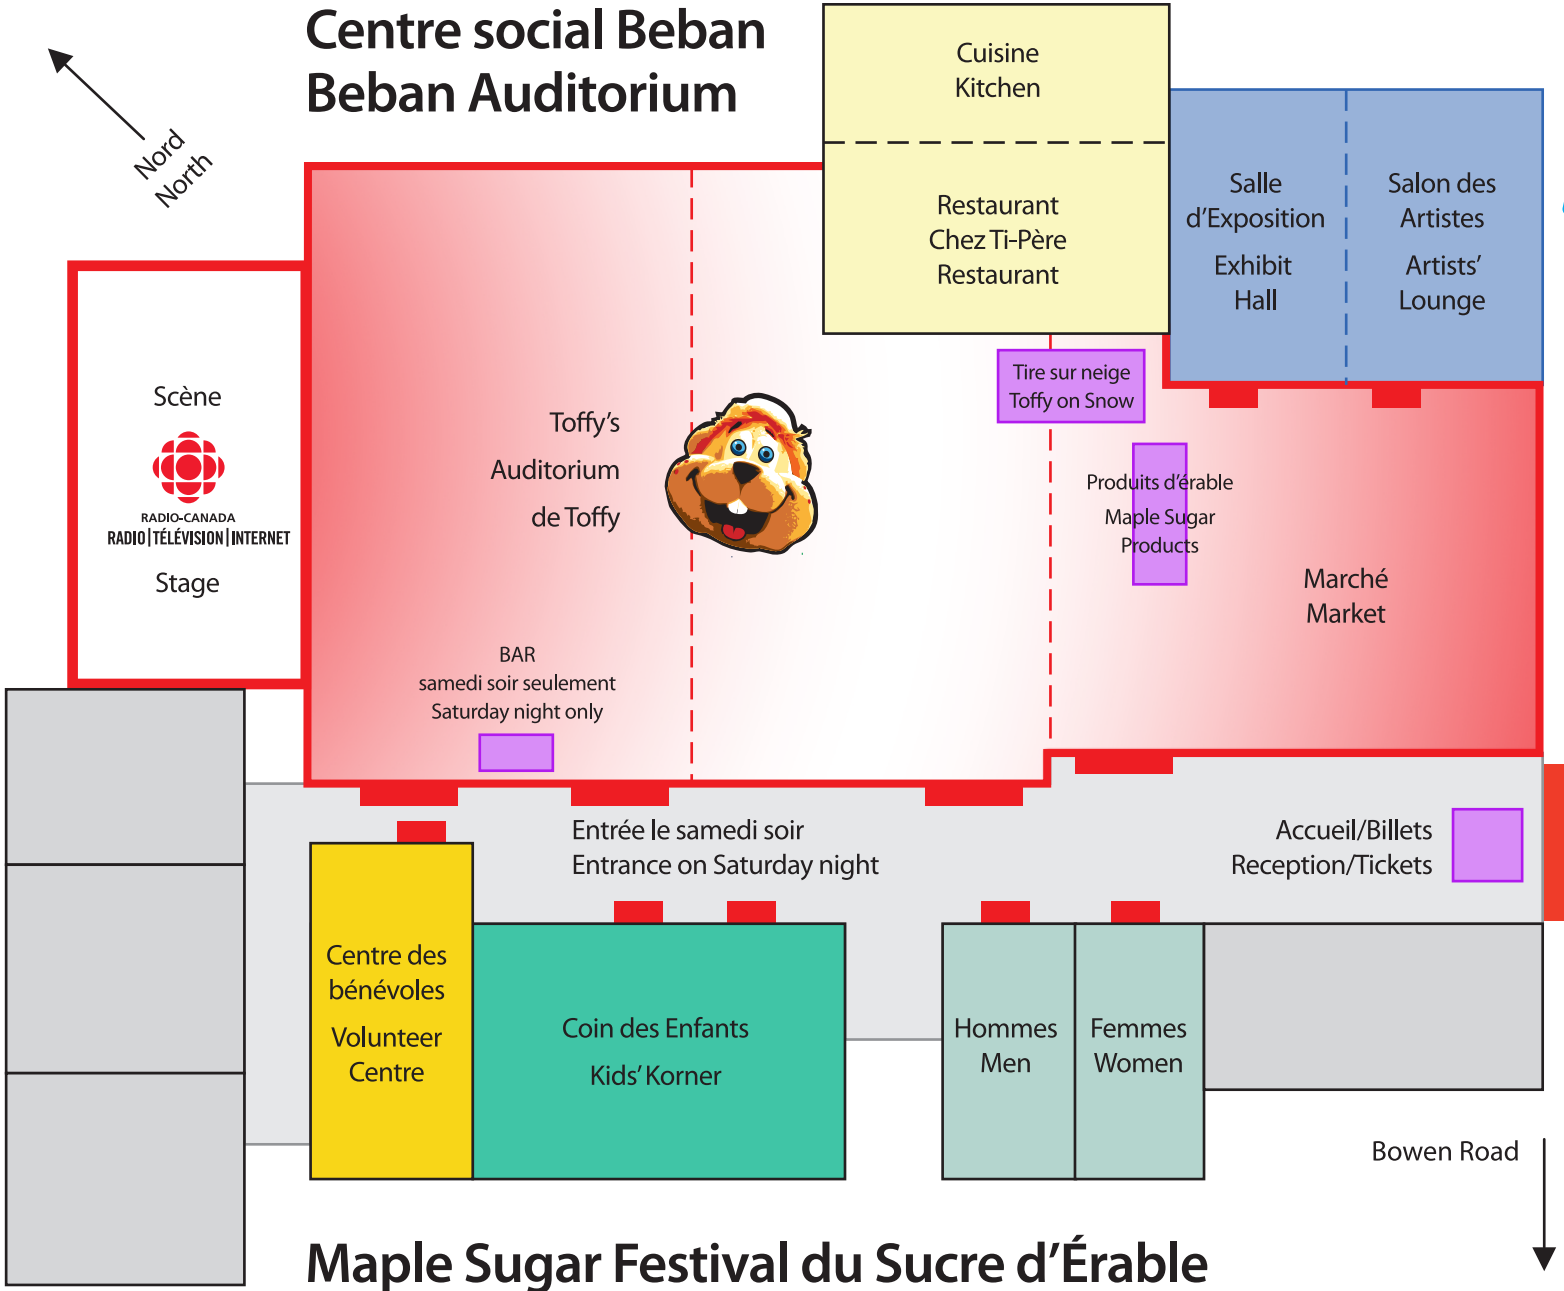 Centre social Beban
Beban Auditorium
Nord
North
Cuisine
Kitchen
Restaurant
Chez Ti-Père
Restaurant
Salle
d'Exposition
Exhibit
Hall
Salon des
Artistes
Artists'
Lounge
Scène
RADIO-CANADA
RADIO|TÉLÉVISION|INTERNET
Stage
Toffy's
Auditorium
de Toffy
Tire sur neige
Toffy on Snow
Produits d'érable
Maple Sugar
Products
Marché
Market
BAR
samedi soir seulement
Saturday night only
Entrée le samedi soir
Entrance on Saturday night
Accueil/Billets
Reception/Tickets
Centre des
bénévoles
Volunteer
Centre
Coin des Enfants
Kids' Korner
Hommes
Men
Femmes
Women
Bowen Road
Maple Sugar Festival du Sucre d'Érable